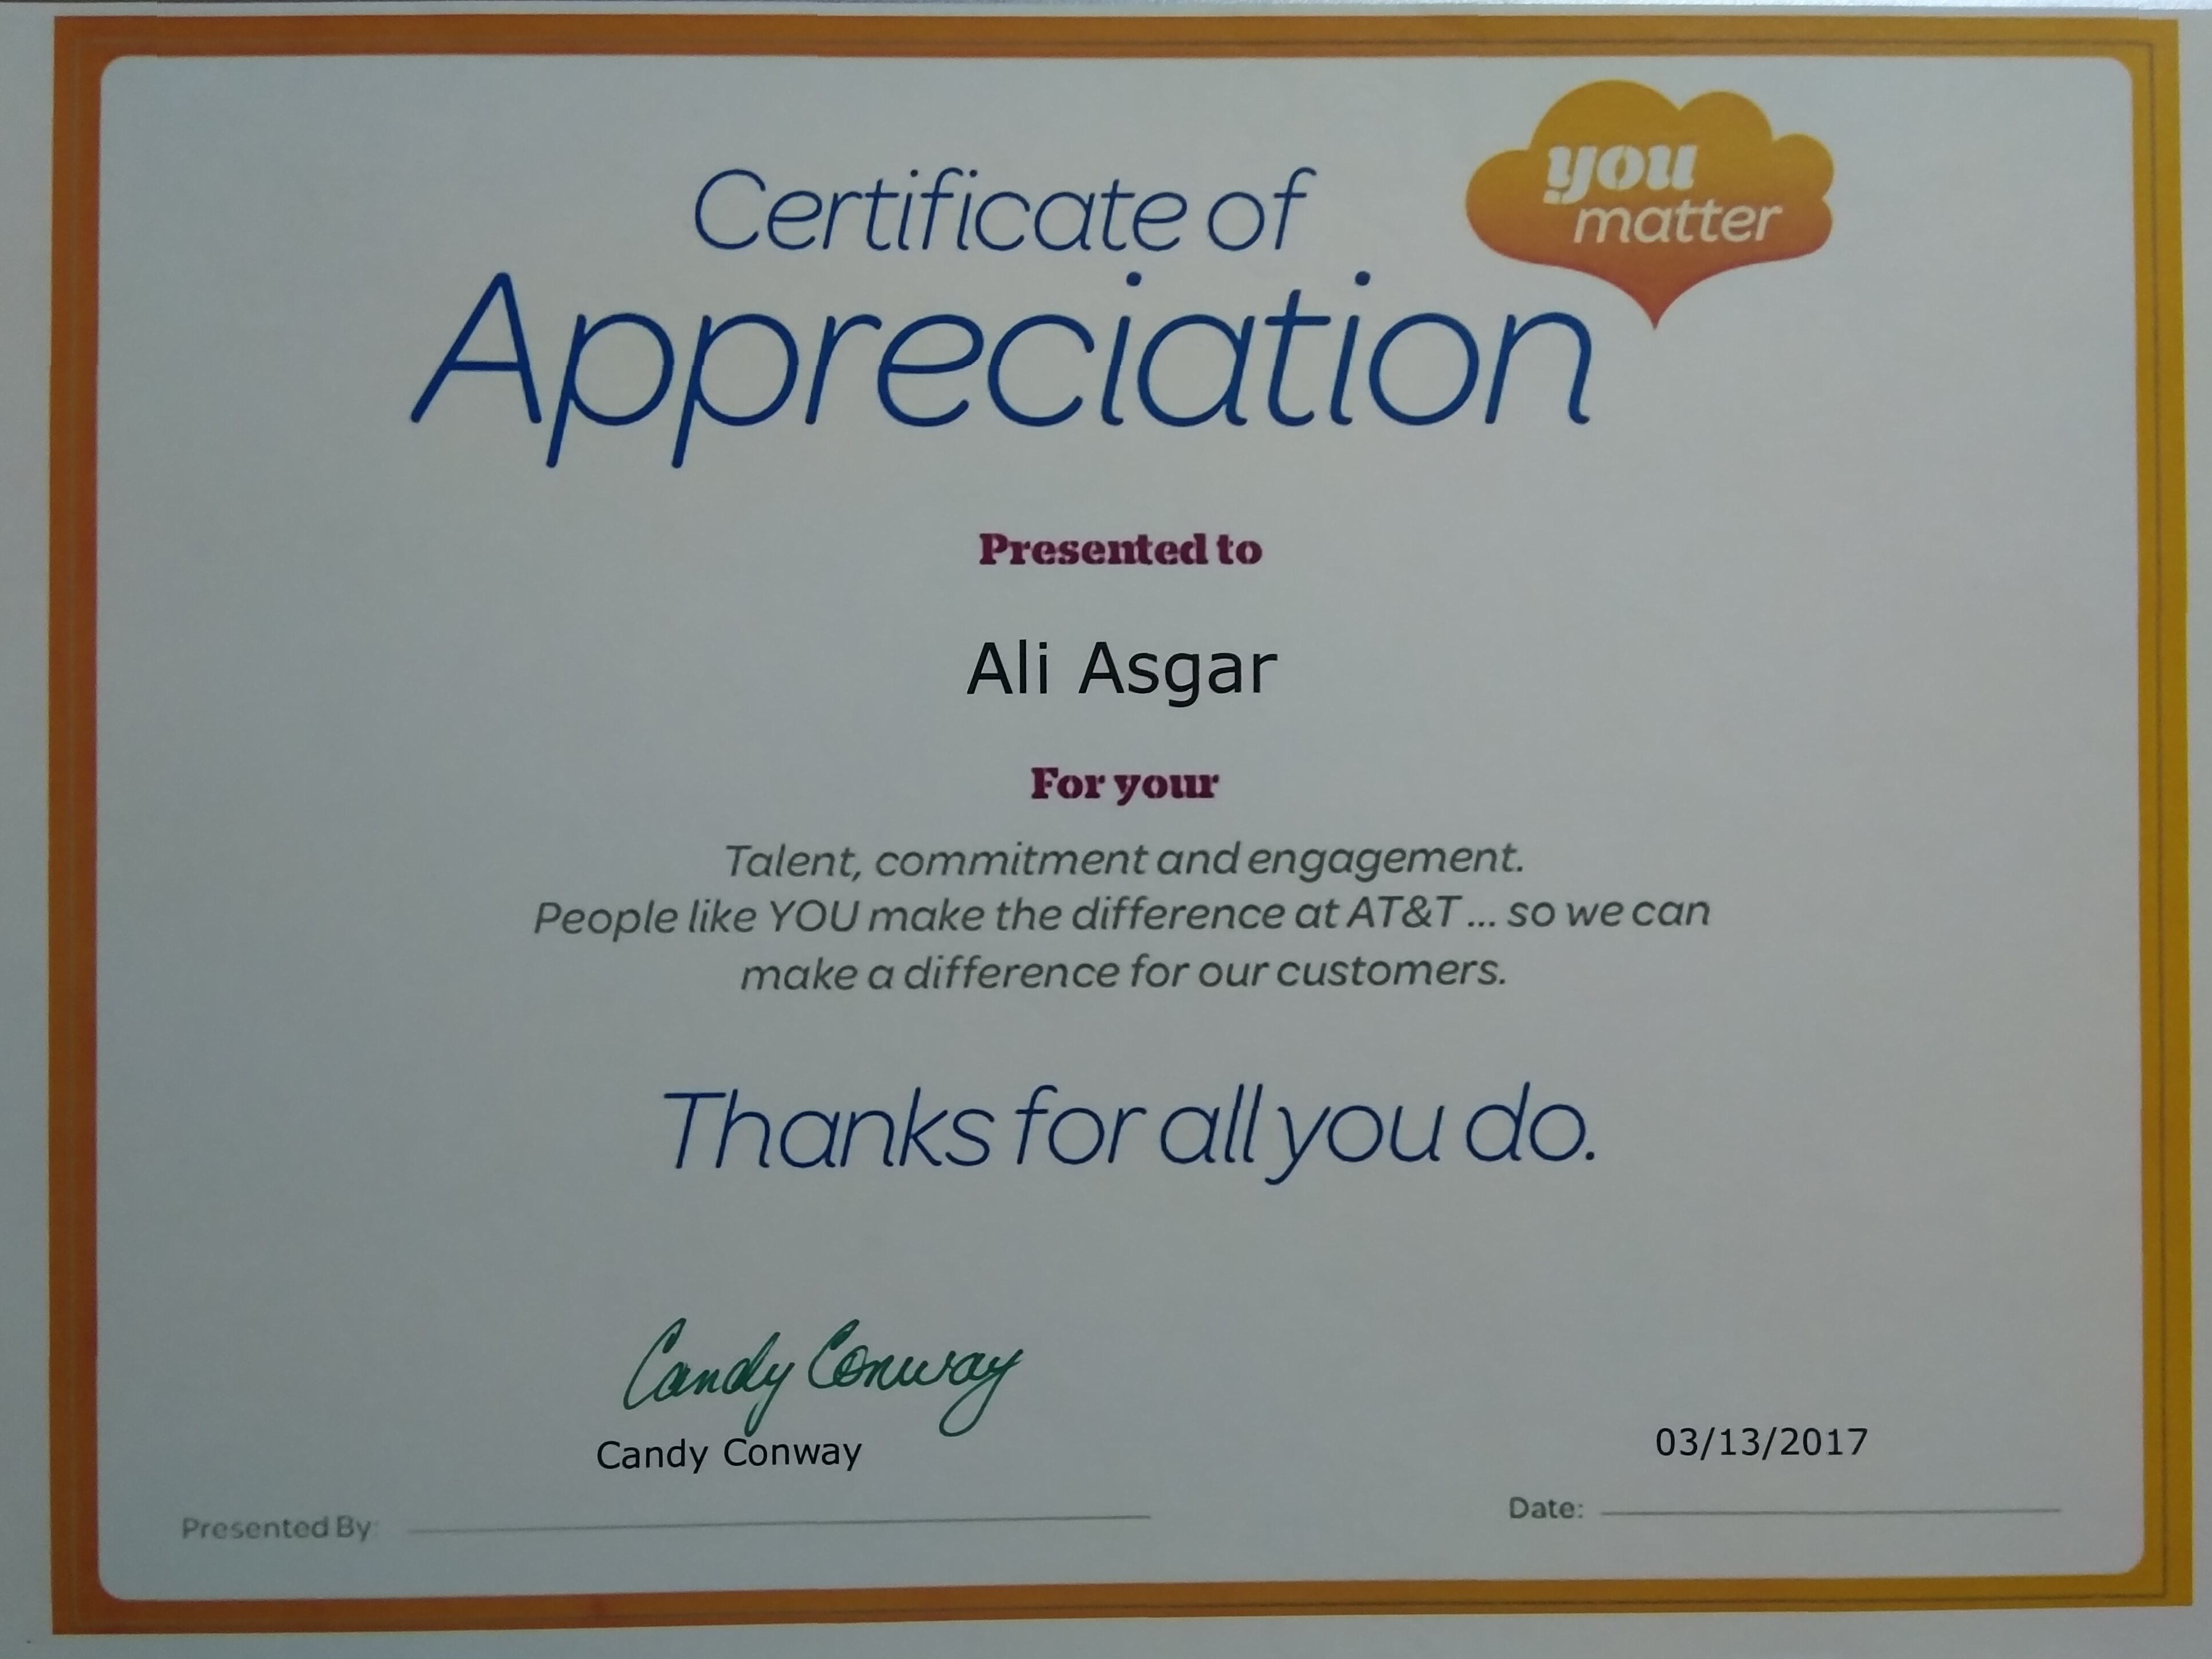 you
matter
Certificate of
Appreciation
Presented to
Ali Asgar
For your
Talent, commitment and engagement.
People like YOU make the difference at AT&T ... so we can
make a difference for our customers.
Thanks for all you do.
Candy Conway
Candy Conway
03/13/2017
Presented By:
Date: